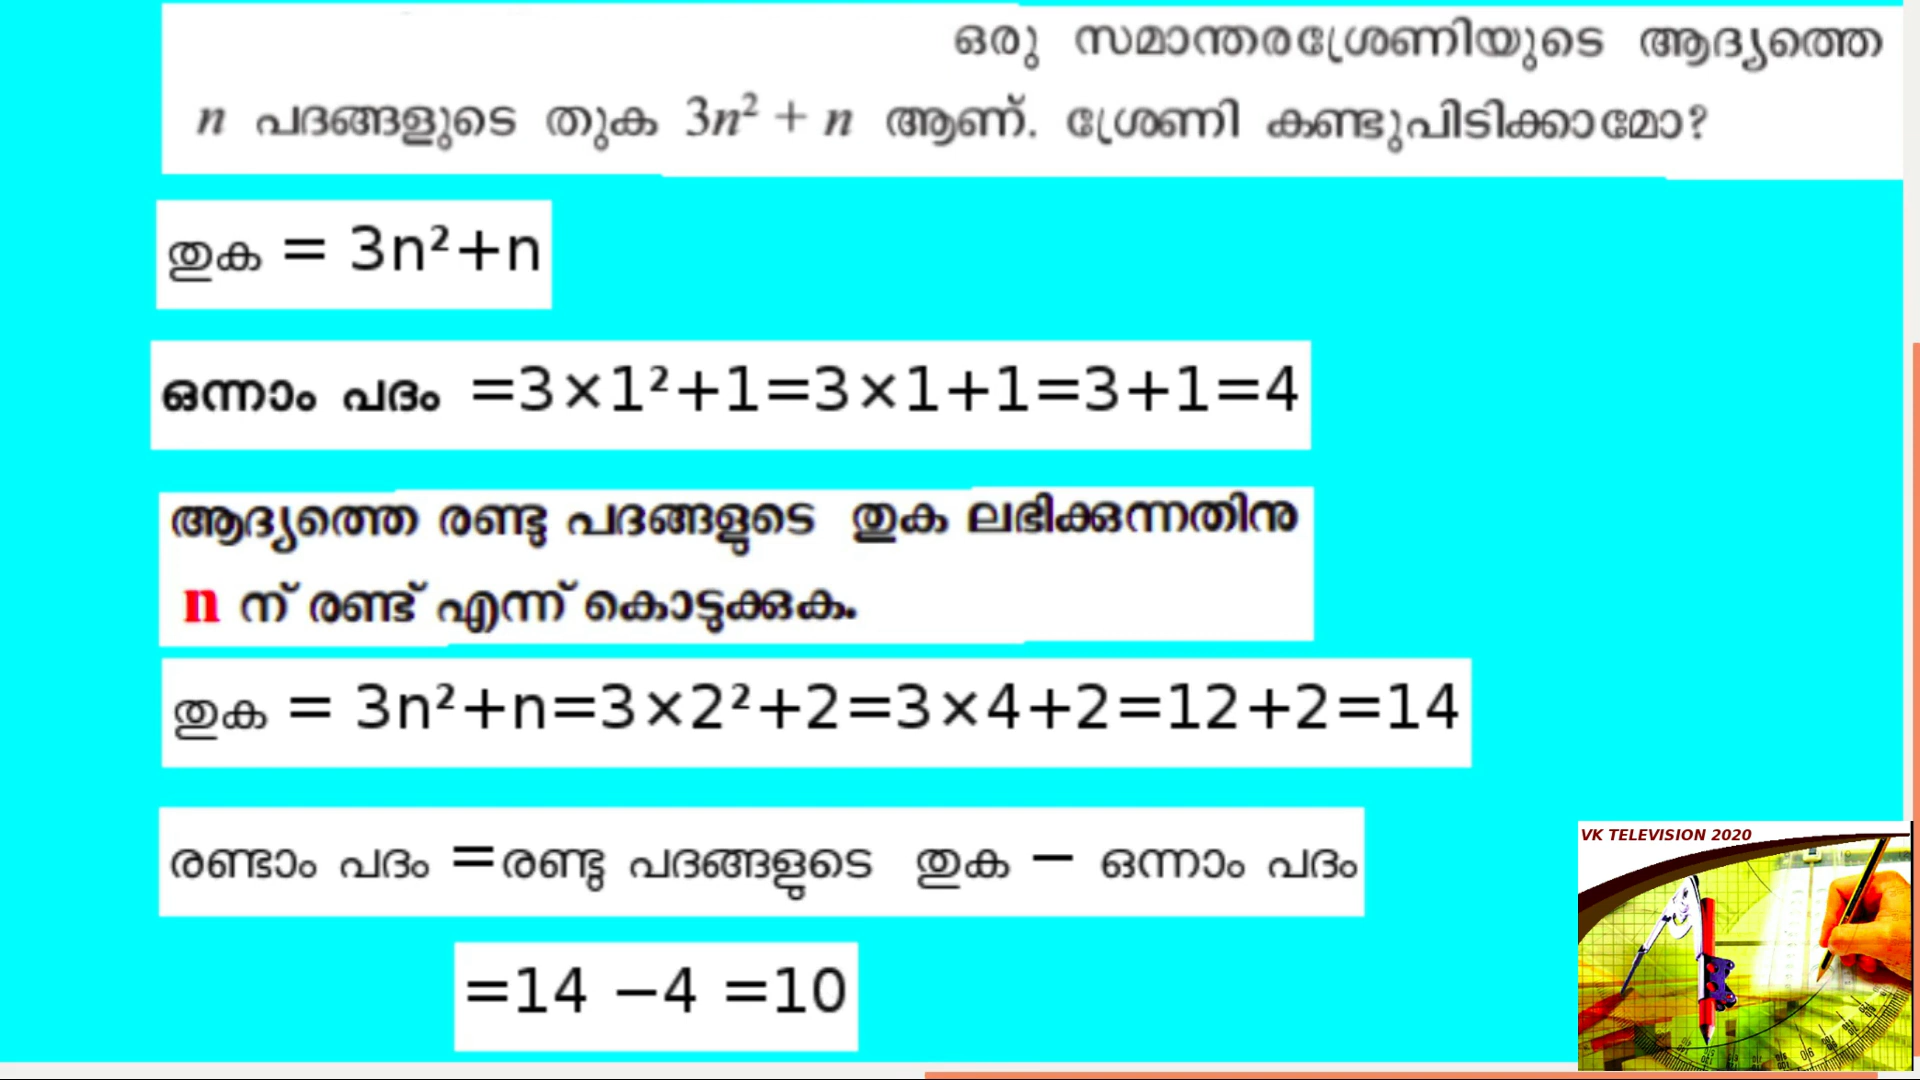 ഒരു സമാന്തരശ്രേണിയുടെ ആദ്യത്തെ
n പദങ്ങളുടെ തുക 3n² + n ആണ്. ശ്രേണി കണ്ടുപിടിക്കാമോ?
തുക = 3n²+n
ഒന്നാം പദം =3×1²+1=3×1+1=3+1=4
ആദ്യത്തെ രണ്ടു പദങ്ങളുടെ തുക ലഭിക്കുന്നതിനു
n ന് രണ്ട് എന്ന് കൊടുക്കുക.
തുക = 3n²+n=3×2²+2=3×4+2=12+2=14
രണ്ടാം പദം =രണ്ടു പദങ്ങളുടെ തുക − ഒന്നാം പദം
=14 −4 =10
VK TELEVISION 2020